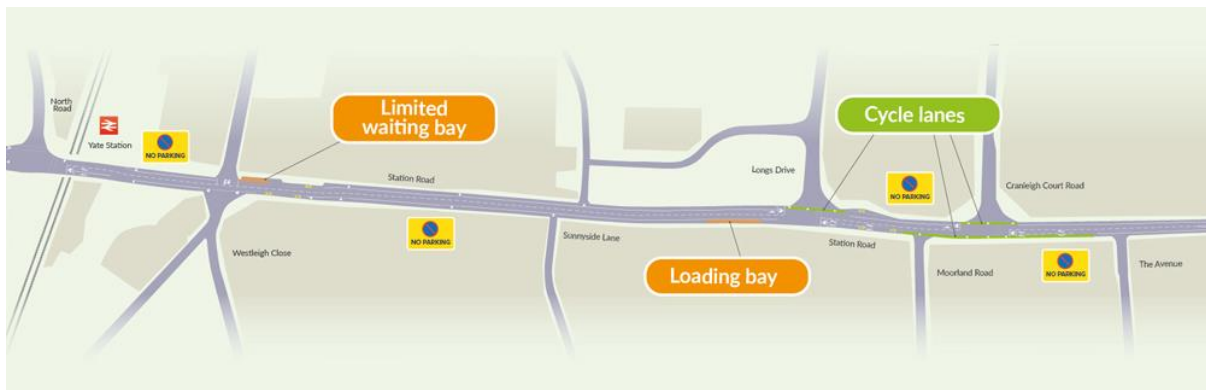 North
Road
Yate Station
NO PARKING
Limited
waiting bay
Station Road
NO PARKING
Westleigh Close
Sunnyside Lane
Loading bay
Longs Drive
Cycle lanes
NO PARKING
Cranleigh Court Road
Station Road
Moorland Road
NO PARKING
The Avenue